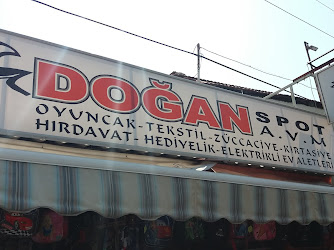 DOĞAN SPOT
A.V.M
OYUNCAK-TEKSTİL-ZÜCCACİYE-KIRTASİYE
HIRDAVAT-HEDİYELİK-ELEKTRİKLİ EV ALETLERİ